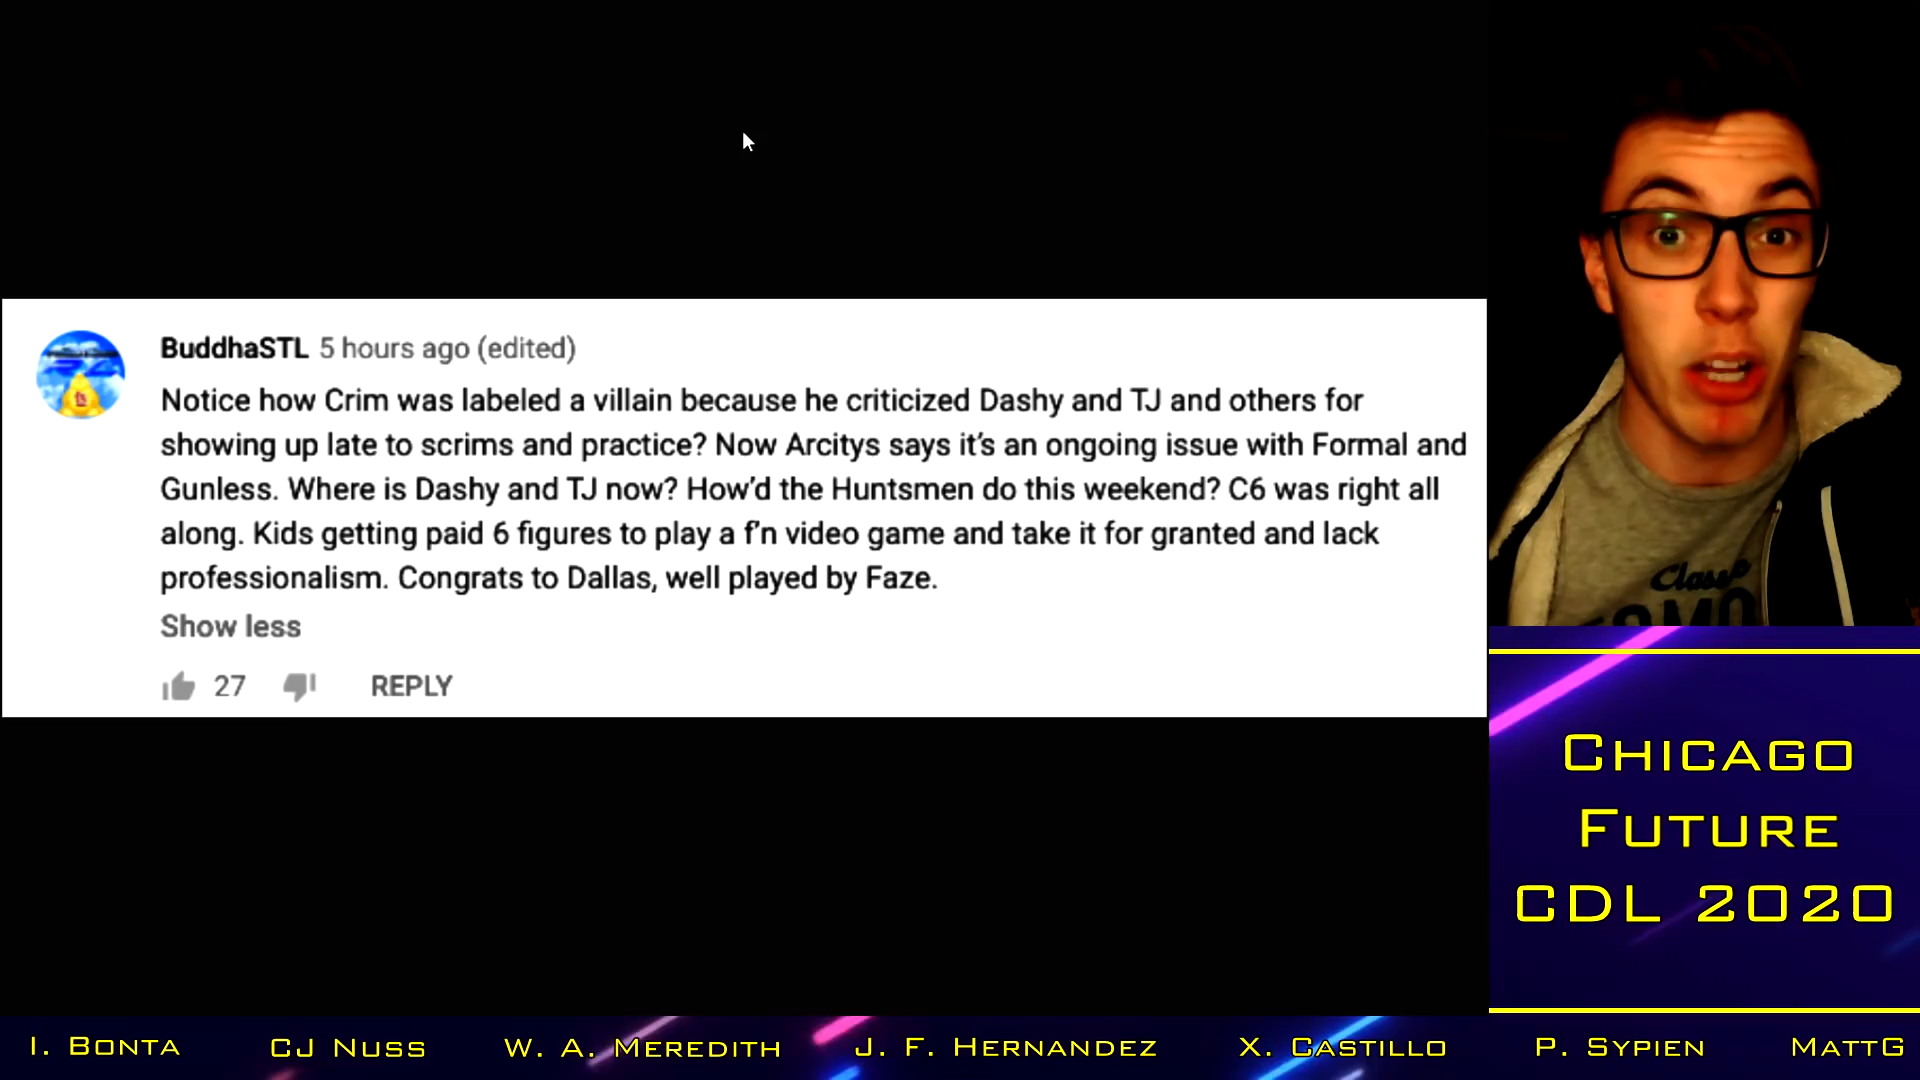 BuddhaSTL 5 hours ago (edited)
Notice how Crim was labeled a villain because he criticized Dashy and TJ and others for
showing up late to scrims and practice? Now Arcitys says it's an ongoing issue with Formal and
Gunless. Where is Dashy and TJ now? How'd the Huntsmen do this weekend? C6 was right all
along. Kids getting paid 6 figures to play a f'n video game and take it for granted and lack
professionalism. Congrats to Dallas, well played by Faze.
Show less
27 REPLY
Classic
CHICAGO
FUTURE
CDL 2020
I. BONTA CJ NUSS W. A. MEREDITH J. F. HERNANDEZ X. CASTILLO P. SYPIEN MATTG